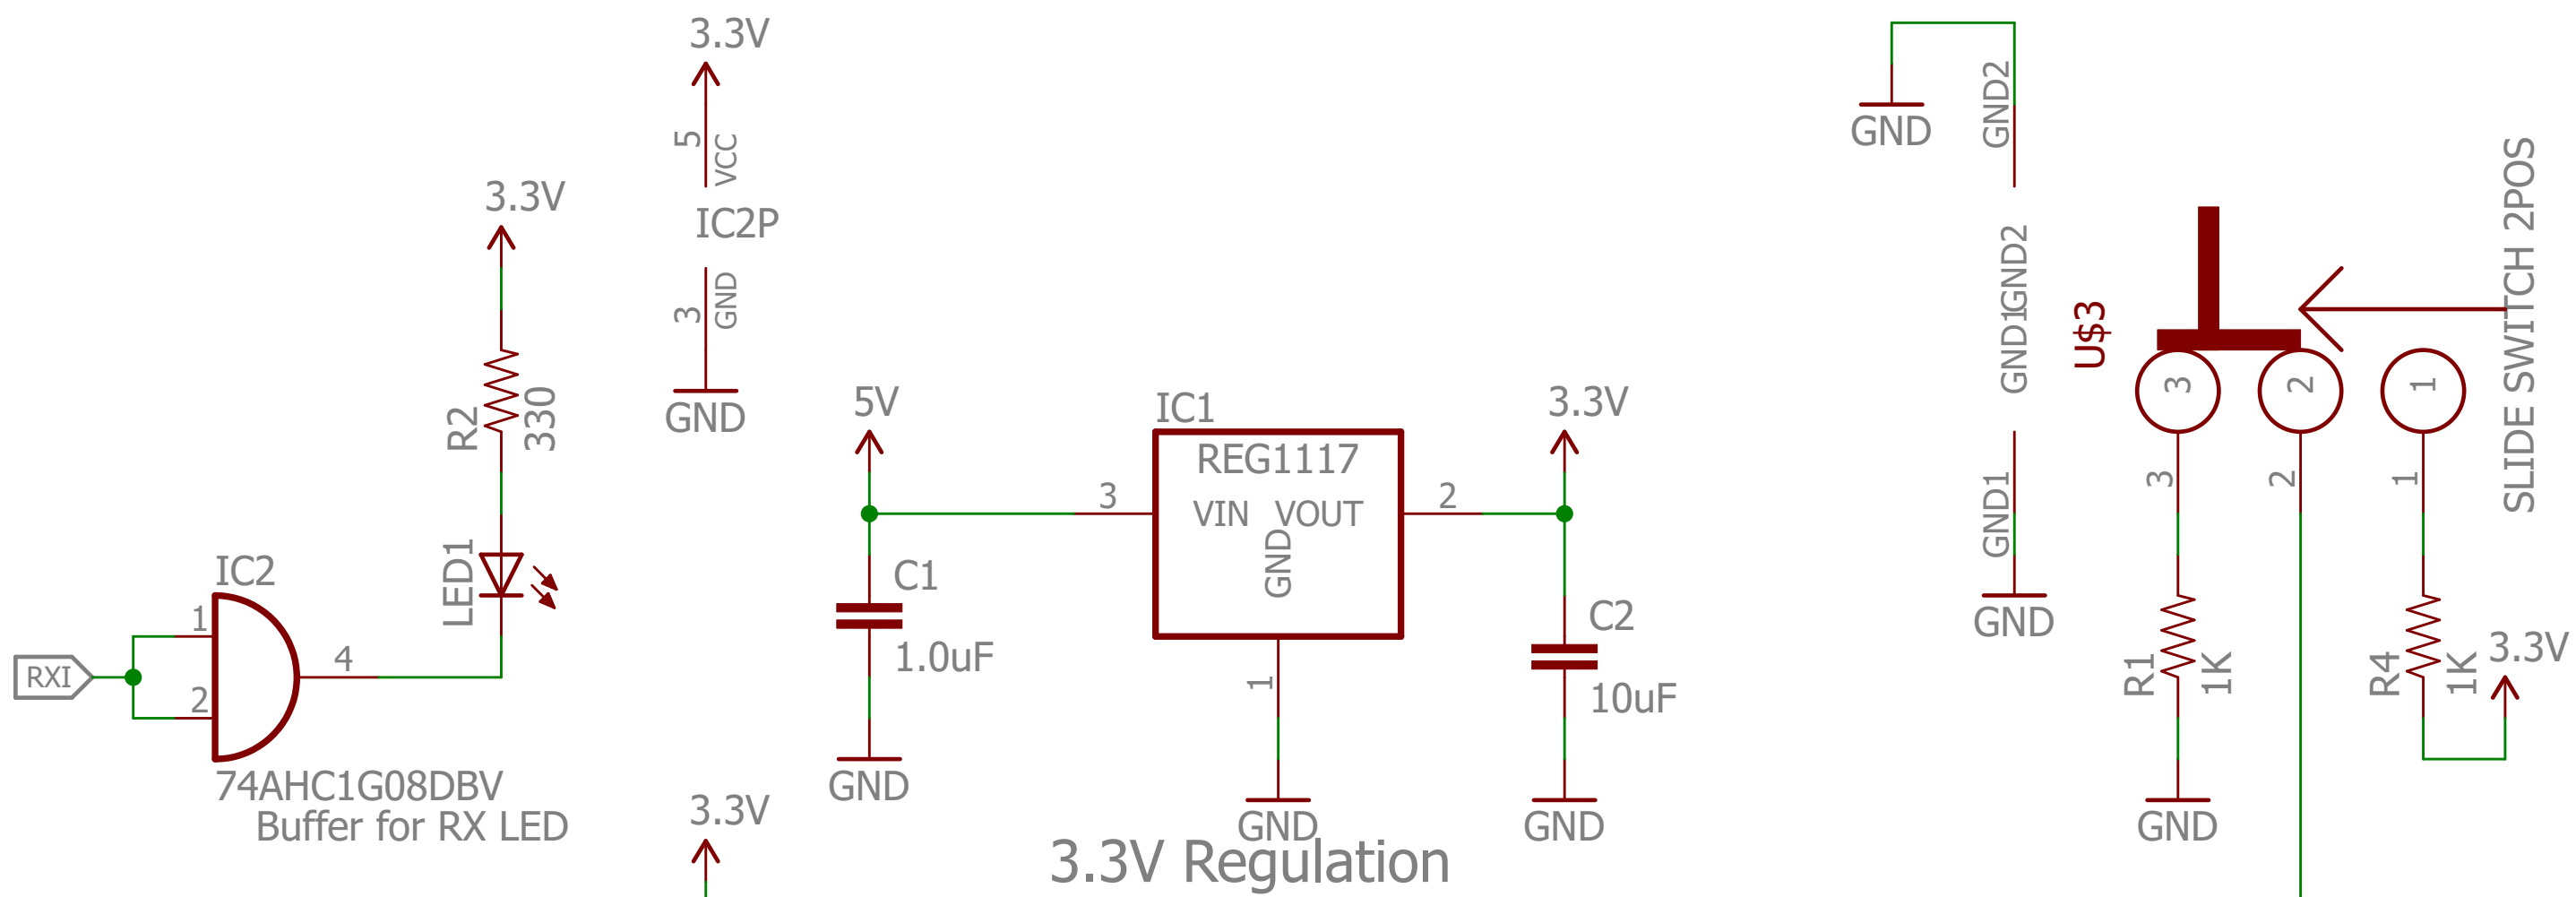 3.3V
5
VCC
IC2P
3
GND
GND
3.3V
R2
330
LED1
IC2
1
2
4
RXI
74AHC1G08DBV
Buffer for RX LED
3.3V
5V
IC1
REG1117
3
VIN
VOUT
2
GND
1
GND
C1
1.0uF
GND
3.3V
C2
10uF
GND
3.3V Regulation
GND
GND2
GND2
GND1
GND1
GND
U$3
3
2
1
3
2
1
SLIDE SWITCH 2POS
R1
1K
GND
R4
1K
3.3V